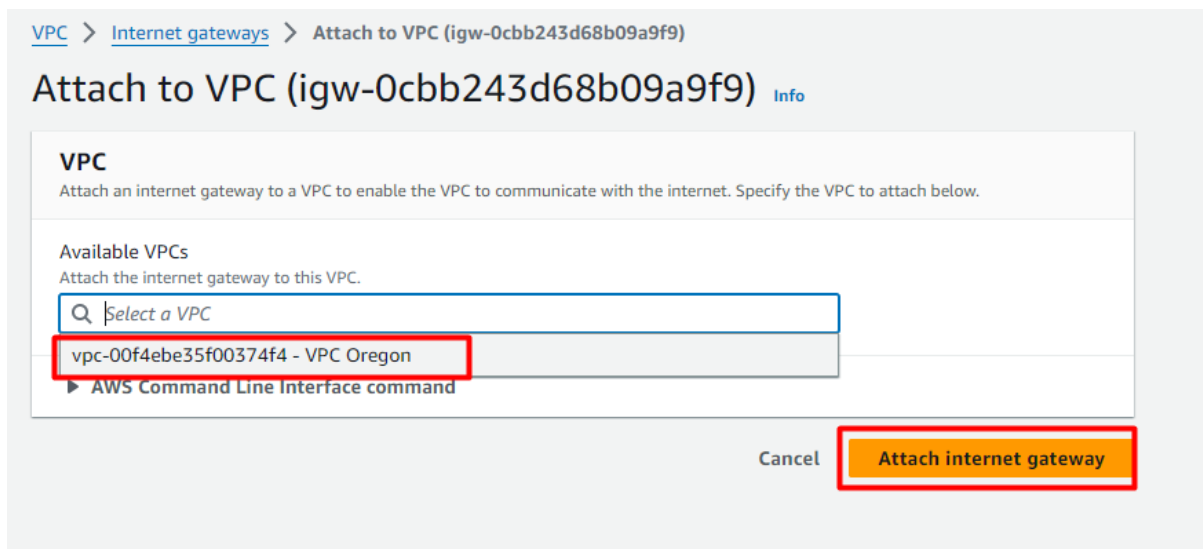 VPC > Internet gateways > Attach to VPC (igw-0cbb243d68b09a9f9)
Attach to VPC (igw-0cbb243d68b09a9f9) Info
VPC
Attach an internet gateway to a VPC to enable the VPC to communicate with the internet. Specify the VPC to attach below.
Available VPCs
Attach the internet gateway to this VPC.
Select a VPC
vpc-00f4ebe35f00374f4 - VPC Oregon
AWS Command Line Interface command
Cancel Attach internet gateway